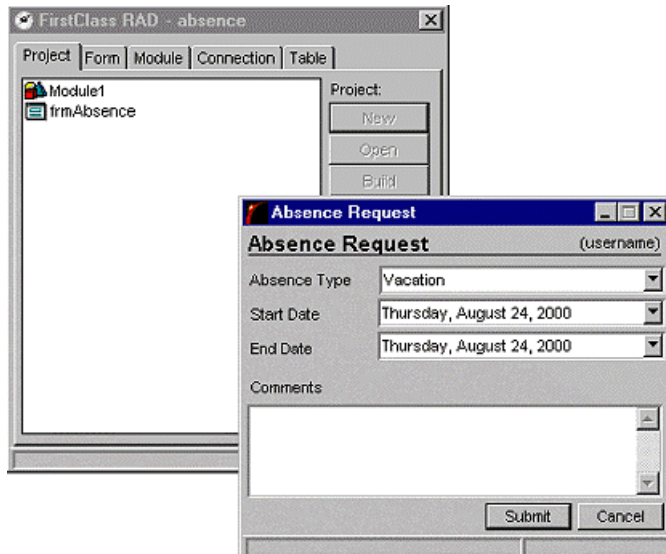 FirstClass RAD - absence
Project Form Module Connection Table
Module1
frmAbsence
Project:
New
Open
Build
Absence Request
Absence Request (username)
Absence Type Vacation
Start Date Thursday, August 24, 2000
End Date Thursday, August 24, 2000
Comments
Submit Cancel